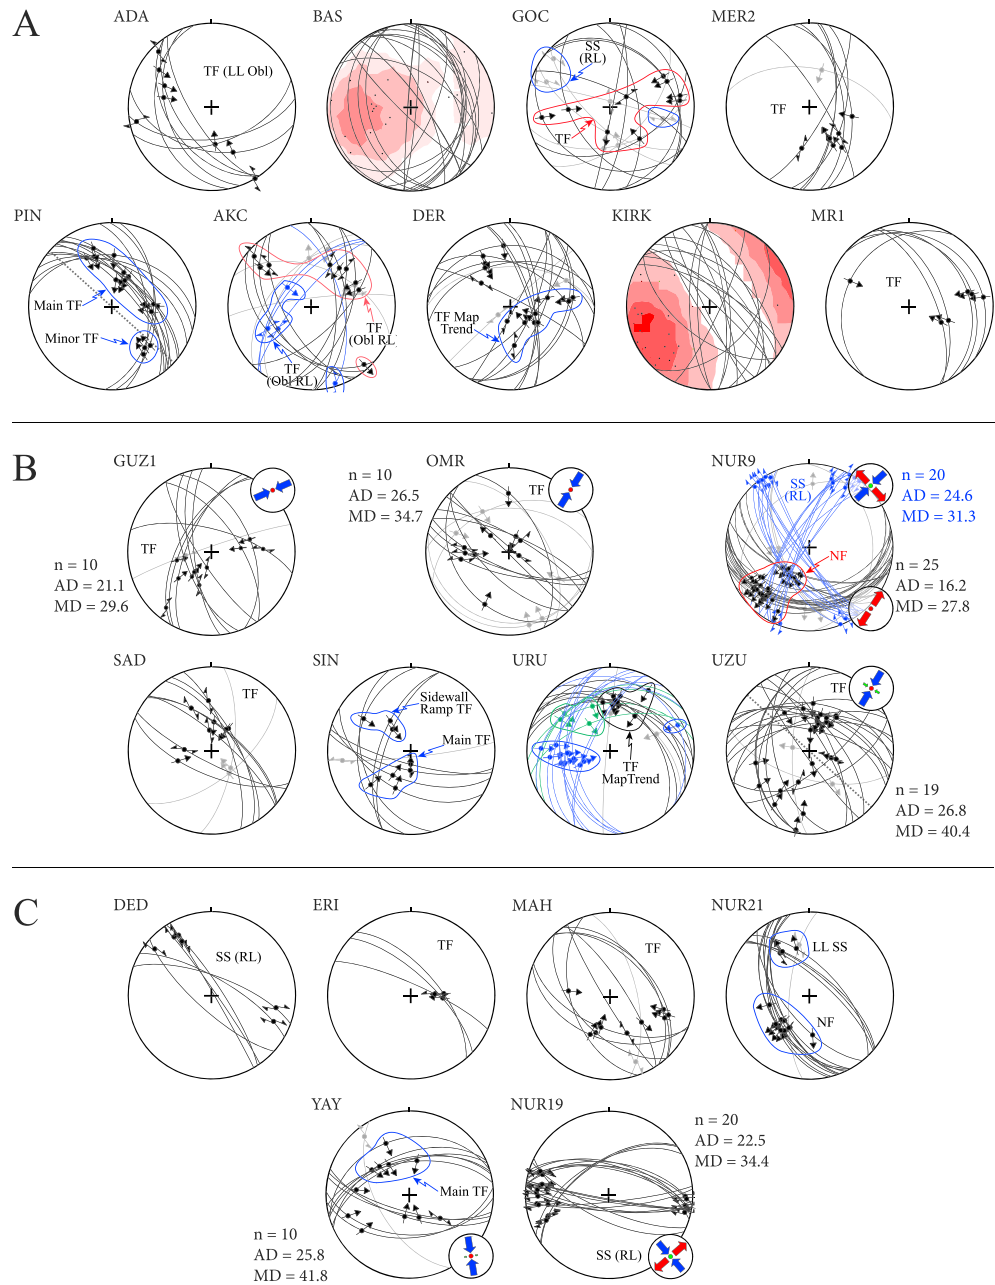 A
ADA
TF (LL Obl)
BAS
GOC
SS
(RL)
TF
MER2
TF
PIN
Main TF
Minor TF
AKC
TF
(Obl RL)
TF
(Obl RL)
DER
TF Map
Trend
KIRK
MR1
TF
B
GUZ1
TF
n = 10
AD = 21.1
MD = 29.6
OMR
n = 10
AD = 26.5
MD = 34.7
TF
NUR9
SS
(RL)
NF
n = 20
AD = 24.6
MD = 31.3
n = 25
AD = 16.2
MD = 27.8
SAD
TF
SIN
Sidewall
Ramp TF
Main TF
URU
TF
MapTrend
UZU
TF
n = 19
AD = 26.8
MD = 40.4
C
DED
SS (RL)
ERI
TF
MAH
TF
NUR21
LL SS
NF
YAY
Main TF
n = 10
AD = 25.8
MD = 41.8
NUR19
SS (RL)
n = 20
AD = 22.5
MD = 34.4